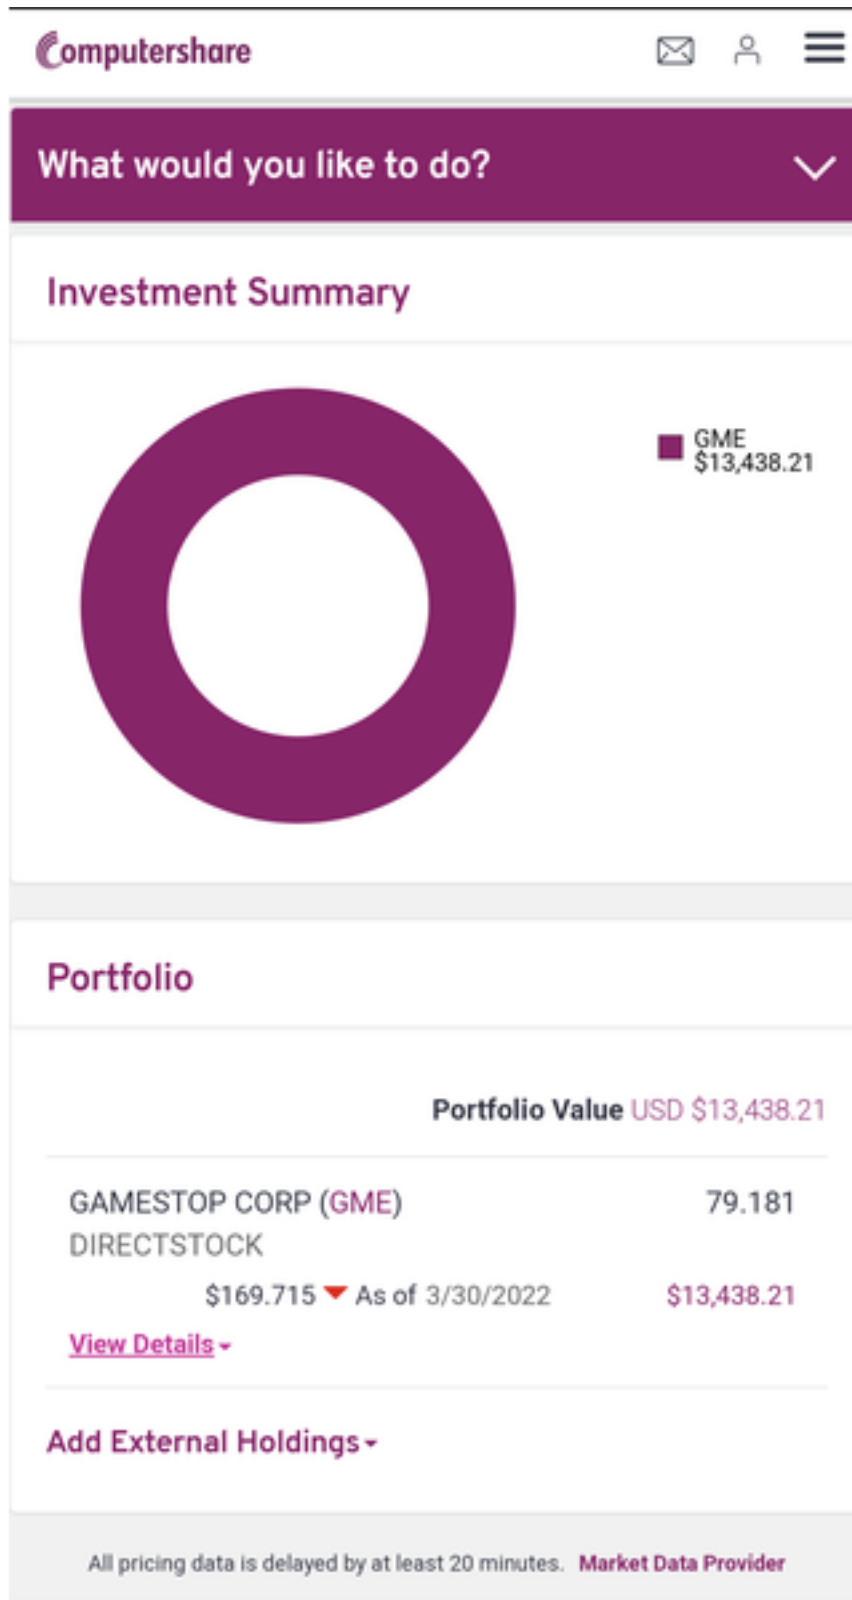 Computershare
What would you like to do?
Investment Summary
GME
$13,438.21
Portfolio
Portfolio Value USD $13,438.21
GAMESTOP CORP (GME) 79.181
DIRECTSTOCK
$169.715 As of 3/30/2022 $13,438.21
View Details
Add External Holdings
All pricing data is delayed by at least 20 minutes. Market Data Provider